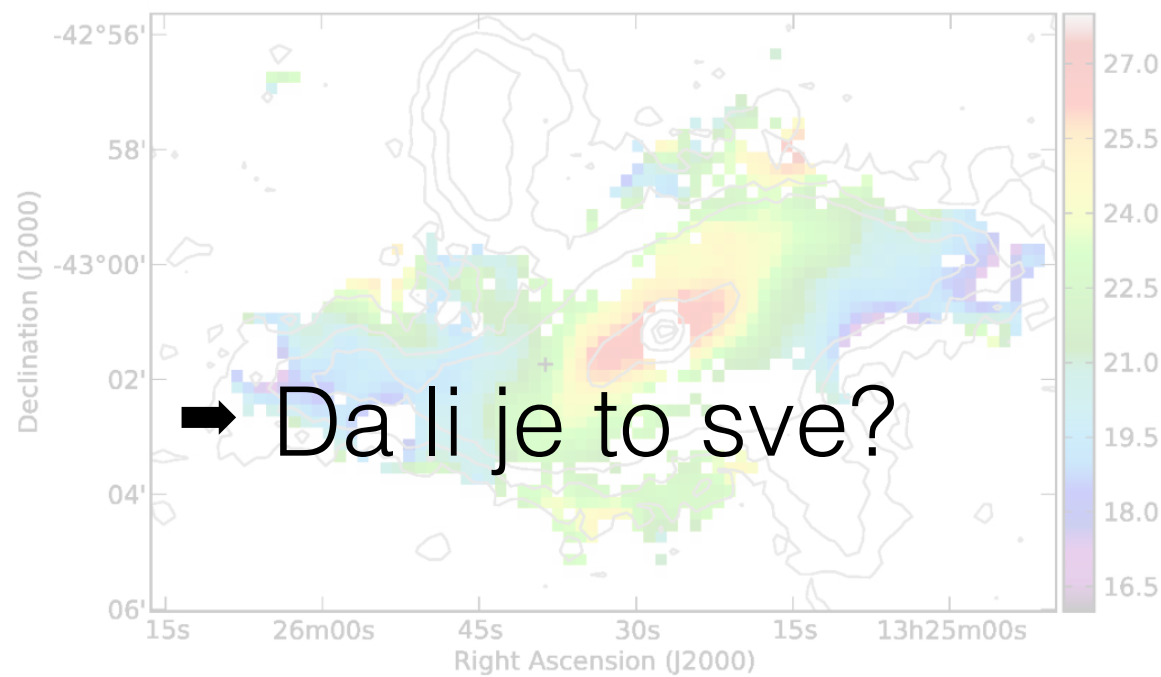 -42°56'
58'
-43°00'
02'
04'
06'
Declination (J2000)
➡ Da li je to sve?
15s
26m00s
45s
30s
15s
13h25m00s
Right Ascension (J2000)
27.0
25.5
24.0
22.5
21.0
19.5
18.0
16.5